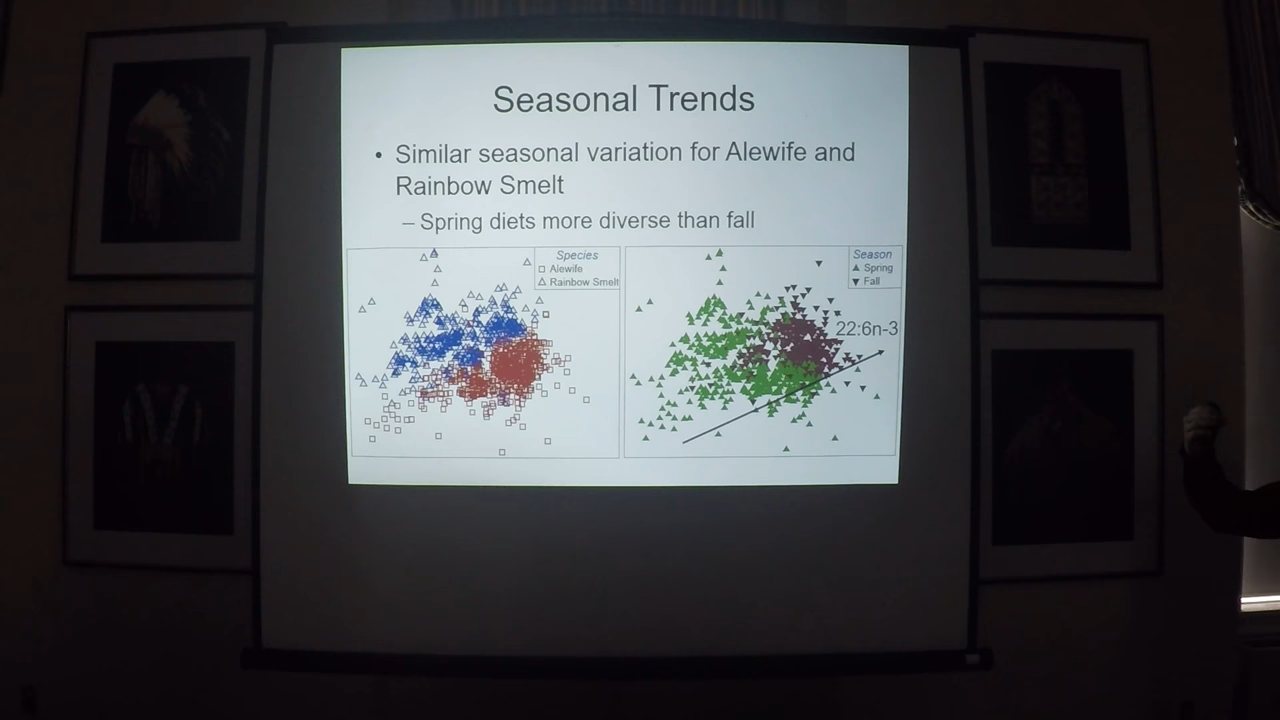 Seasonal Trends
• Similar seasonal variation for Alewife and
Rainbow Smelt
– Spring diets more diverse than fall
Species
Alewife
Rainbow Smelt
Season
Spring
Fall
22:6n-3